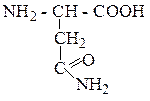 NH₂-CH-COOH
CH₂
C=O
NH₂